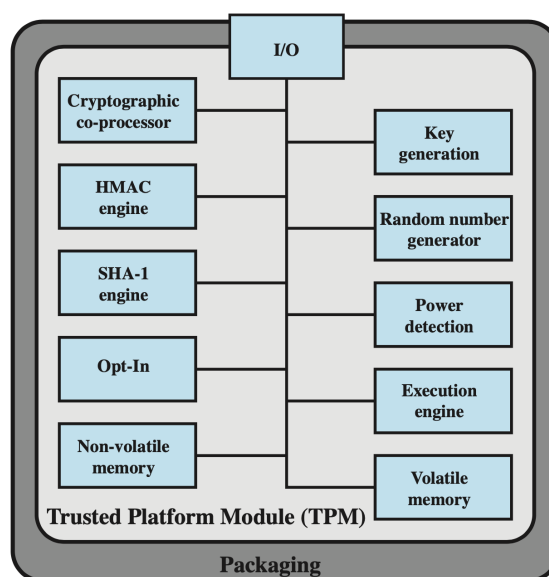 I/O
Cryptographic
co-processor
Key
generation
HMAC
engine
Random number
generator
SHA-1
engine
Power
detection
Opt-In
Execution
engine
Non-volatile
memory
Volatile
memory
Trusted Platform Module (TPM)
Packaging